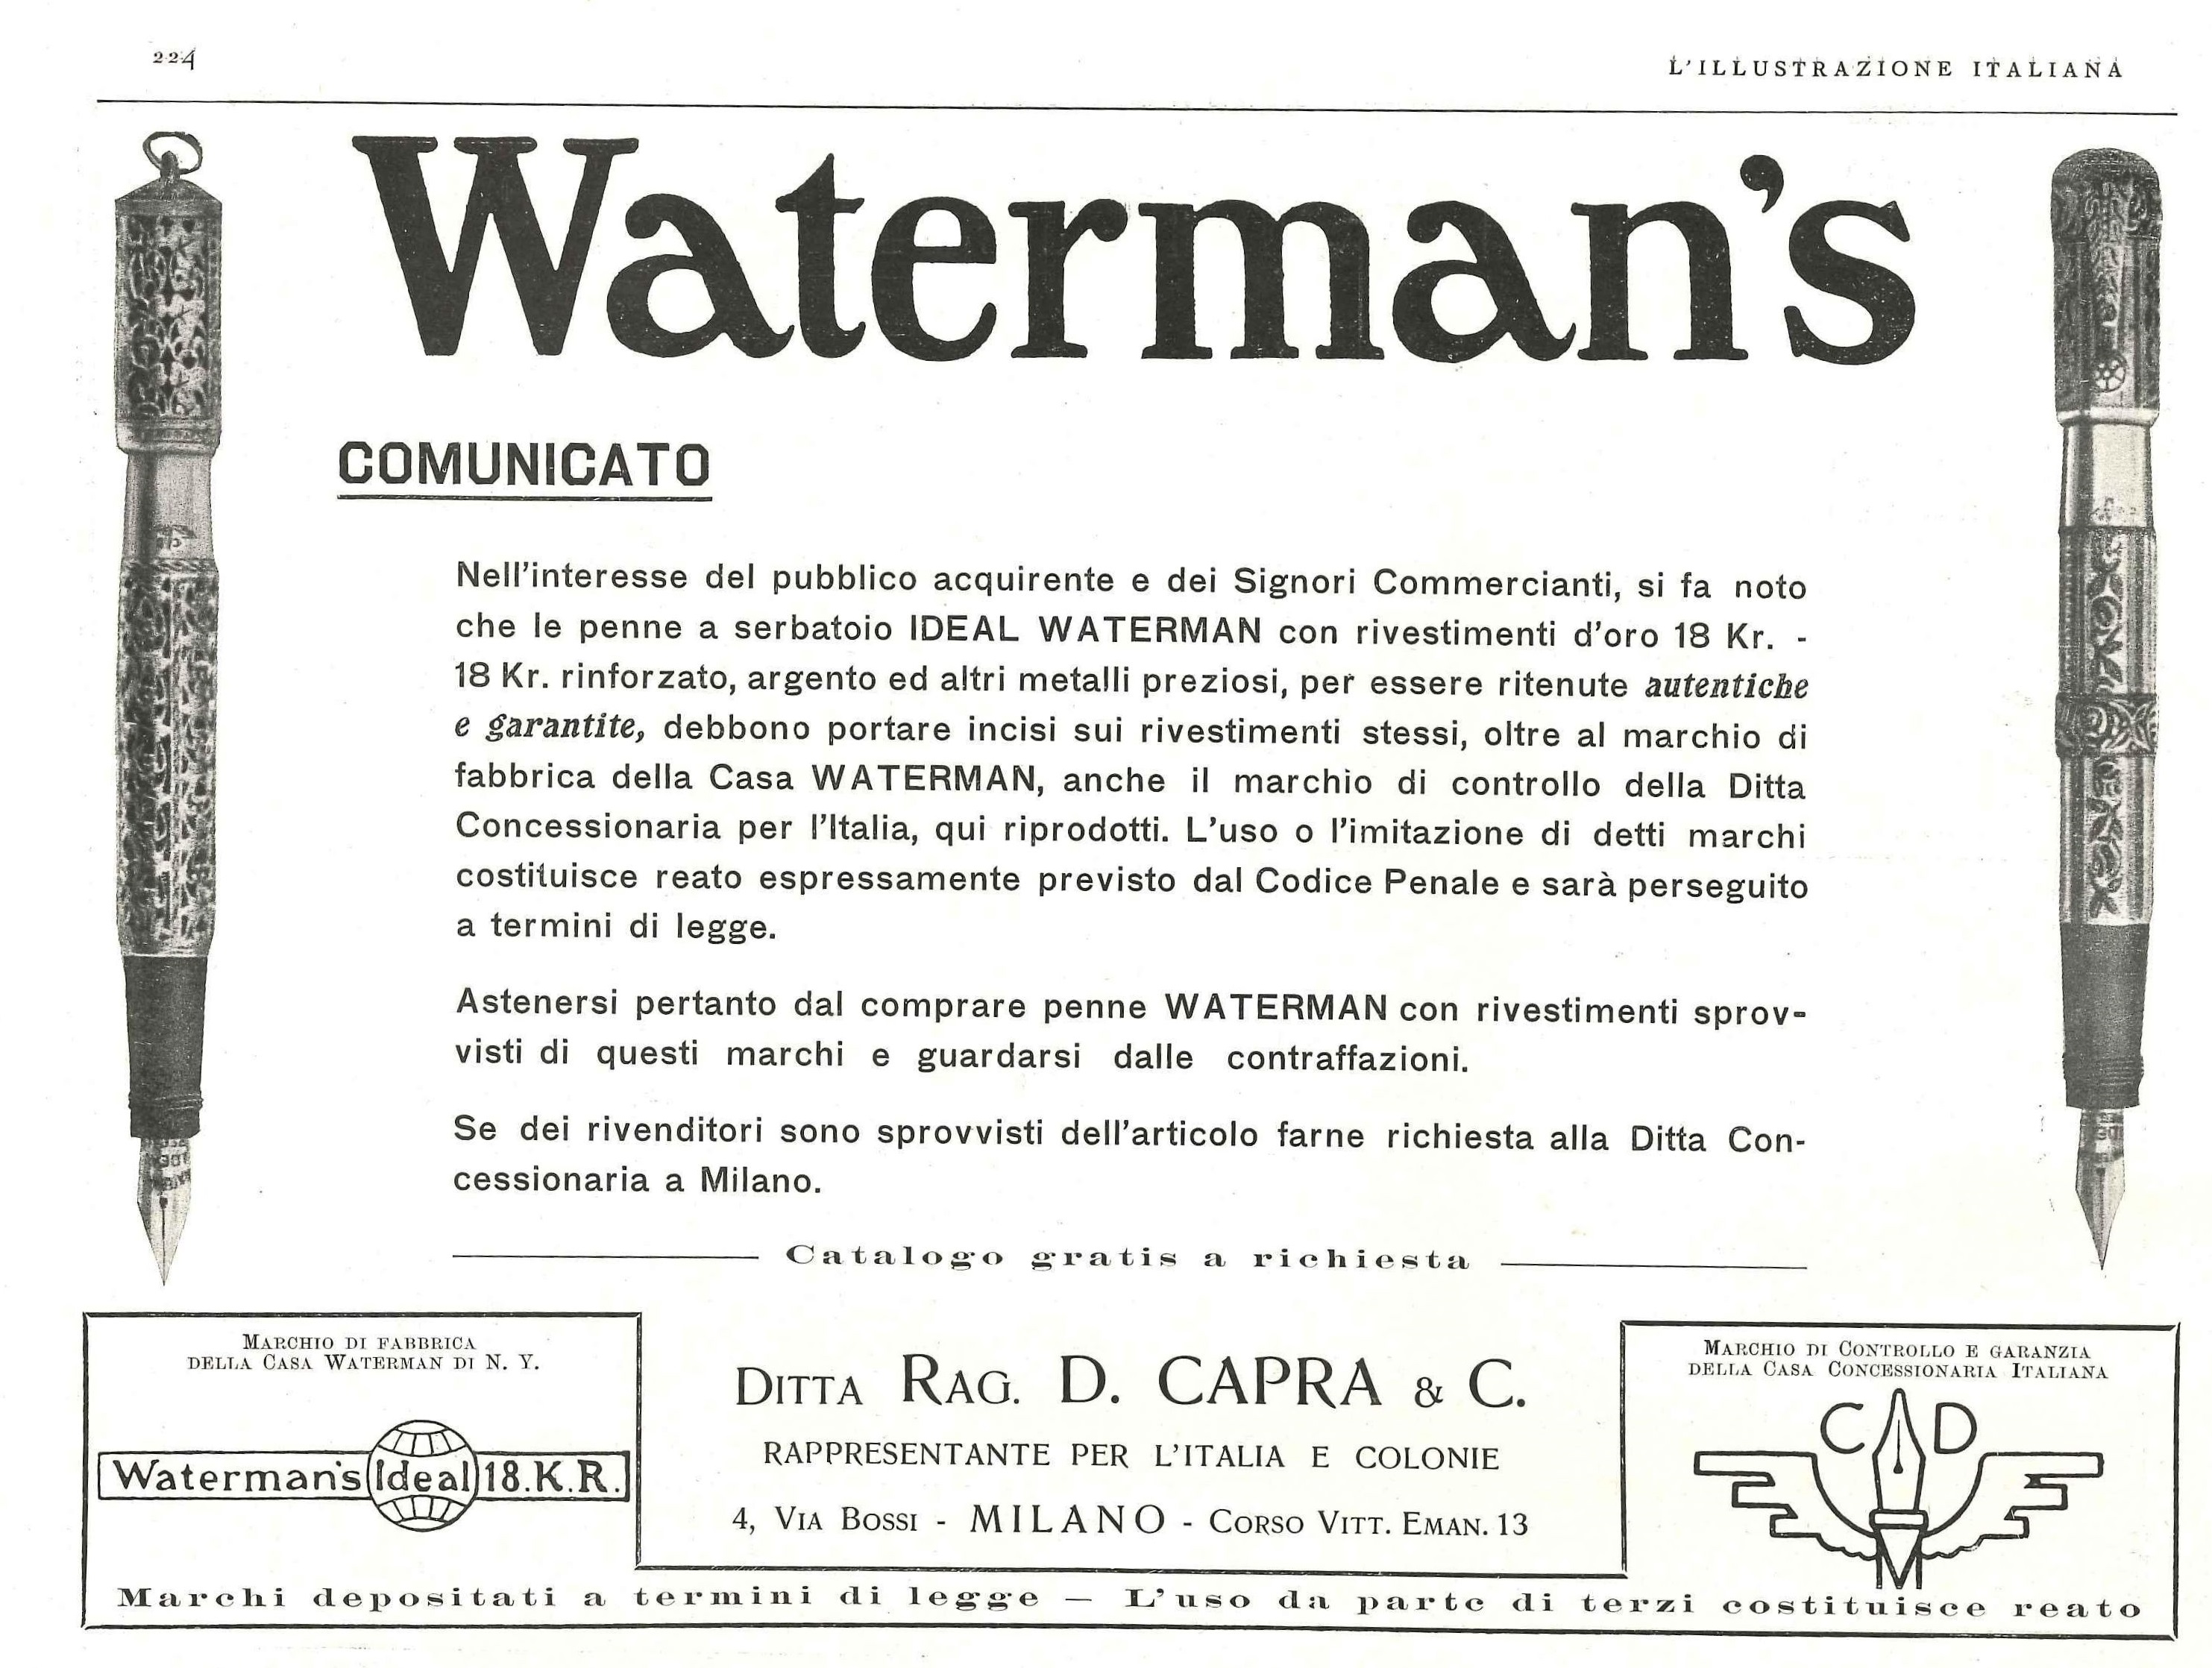 224
L'ILLUSTRAZIONE ITALIANA
Waterman's
COMUNICATO
Nell'interesse del pubblico acquirente e dei Signori Commercianti, si fa noto
che le penne a serbatoio IDEAL WATERMAN con rivestimenti d'oro 18 Kr. -
18 Kr. rinforzato, argento ed altri metalli preziosi, per essere ritenute autentiche
e garantite, debbono portare incisi sui rivestimenti stessi, oltre al marchio di
fabbrica della Casa WATERMAN, anche il marchio di controllo della Ditta
Concessionaria per l'Italia, qui riprodotti. L'uso o l'imitazione di detti marchi
costituisce reato espressamente previsto dal Codice Penale e sarà perseguito
a termini di legge.
Astenersi pertanto dal comprare penne WATERMAN con rivestimenti sprov-
visti di questi marchi e guardarsi dalle contraffazioni.
Se dei rivenditori sono sprovvisti dell'articolo farne richiesta alla Ditta Con-
cessionaria a Milano.
Catalogo gratis a richiesta
MARCHIO DI FABBRICA
DELLA CASA WATERMAN DI N. Y.
Waterman's Ideal 18.K.R.
DITTA RAG. D. CAPRA & C.
RAPPRESENTANTE PER L'ITALIA E COLONIE
4, VIA BOSSI - MILANO - CORSO VITT. EMAN. 13
MARCHIO DI CONTROLLO E GARANZIA
DELLA CASA CONCESSIONARIA ITALIANA
C D
M
Marchi depositati a termini di legge — L'uso da parte di terzi costituisce reato